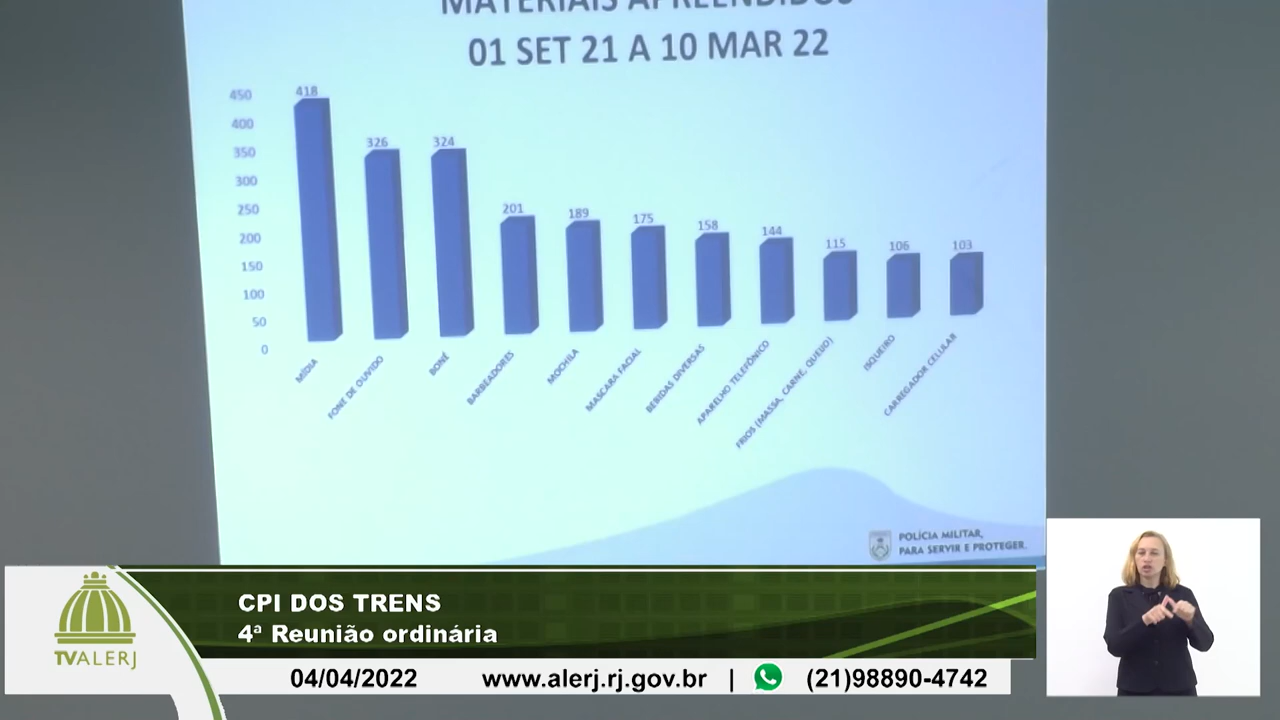 MATERIAIS APREENDIDOS
01 SET 21 A 10 MAR 22
450
400
350
300
250
200
150
100
50
0
418
326
324
201
189
175
158
144
115
106
103
MÍDIA
FONE DE OUVIDO
BONÉ
BARBEADORES
MOCHILA
MASCARA FACIAL
BEBIDAS DIVERSAS
APARELHO TELEFÔNICO
FRIOS (MASSA, CARNE, QUEIJO)
ISQUEIRO
CARREGADOR CELULAR
POLÍCIA MILITAR,
PARA SERVIR E PROTEGER.
CPI DOS TRENS
4ª Reunião ordinária
TVALERJ
04/04/2022 www.alerj.rj.gov.br | (21)98890-4742